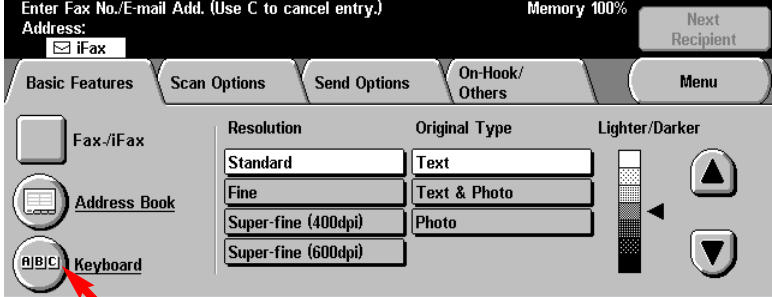 Enter Fax No./E-mail Add. (Use C to cancel entry.)
Memory 100%
Next
Recipient
Address:
iFax
Basic Features
Scan Options
Send Options
On-Hook/
Others
Menu
Fax-/iFax
Address Book
A|B|C|
Keyboard
Resolution
Standard
Fine
Super-fine (400dpi)
Super-fine (600dpi)
Original Type
Text
Text & Photo
Photo
Lighter/Darker